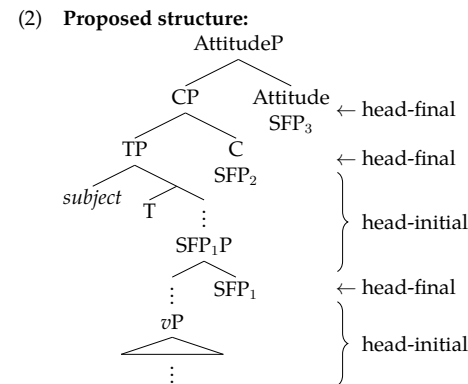 (2) Proposed structure:
AttitudeP
CP Attitude
SFP₃ ← head-final
TP C ← head-final
SFP₂
subject T
⋮ head-initial
SFP₁P
⋮ SFP₁ ← head-final
vP
head-initial
⋮